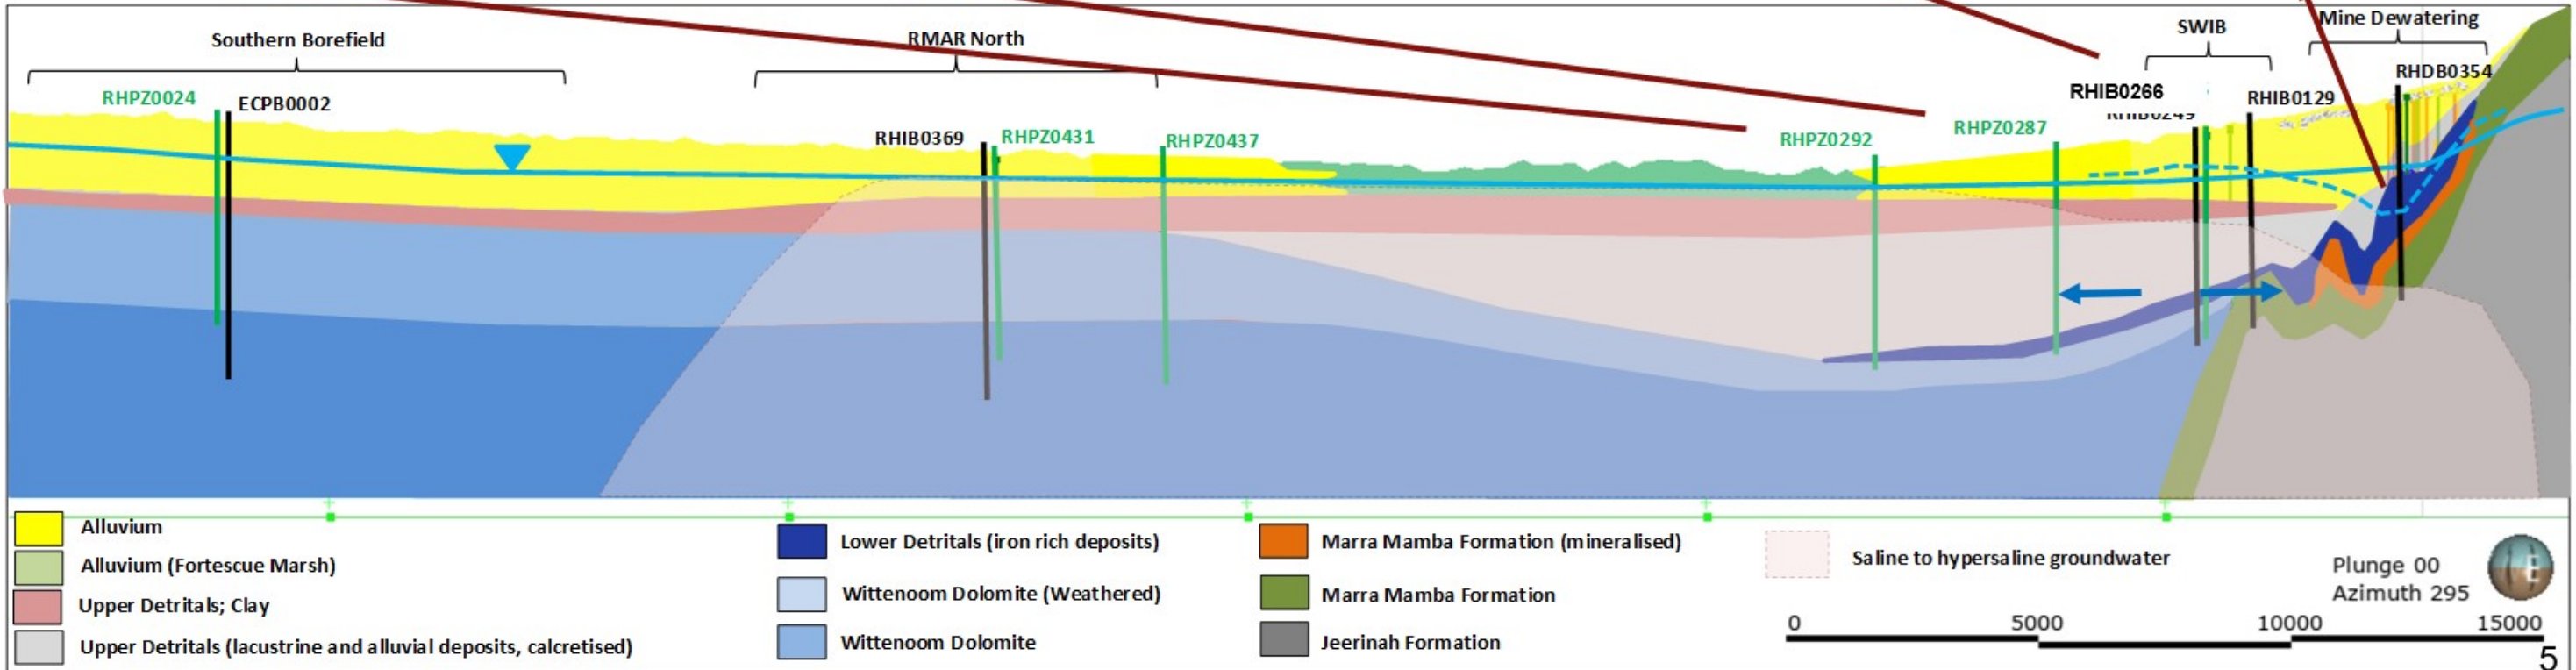 Mine Dewatering
SWIB
Southern Borefield
RMAR North
RHDB0354
RHIB0266
RHPZ0024
ECPB0002
RHIB0129
RHIB0249
RHPZ0287
RHIB0369
RHPZ0431
RHPZ0437
RHPZ0292
Alluvium
Alluvium (Fortescue Marsh)
Upper Detritals; Clay
Upper Detritals (lacustrine and alluvial deposits, calcretised)
Lower Detritals (iron rich deposits)
Wittenoom Dolomite (Weathered)
Wittenoom Dolomite
Marra Mamba Formation (mineralised)
Marra Mamba Formation
Jeerinah Formation
Saline to hypersaline groundwater
Plunge 00
Azimuth 295
E
0 5000 10000 15000
5